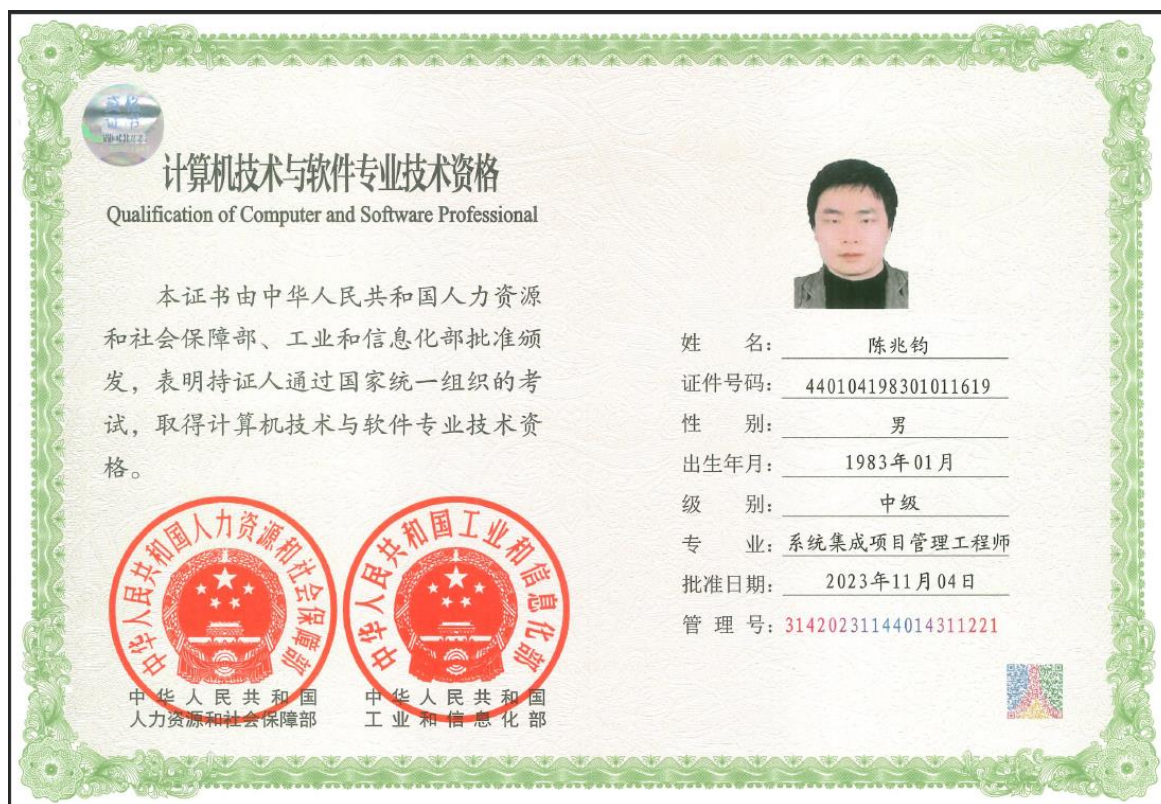 计算机技术与软件专业技术资格
Qualification of Computer and Software Professional
本证书由中华人民共和国人力资源
和社会保障部、工业和信息化部批准颁
发，表明持证人通过国家统一组织的考
试，取得计算机技术与软件专业技术资
格。
中华人民共和国人力资源和社会保障部
中华人民共和国工业和信息化部
中华人民共和国
人力资源和社会保障部
中华人民共和国
工业和信息化部
姓 名： 陈兆钧
证件号码： 440104198301011619
性 别： 男
出生年月： 1983年01月
级 别： 中级
专 业： 系统集成项目管理工程师
批准日期： 2023年11月04日
管 理 号： 31420231144014311221